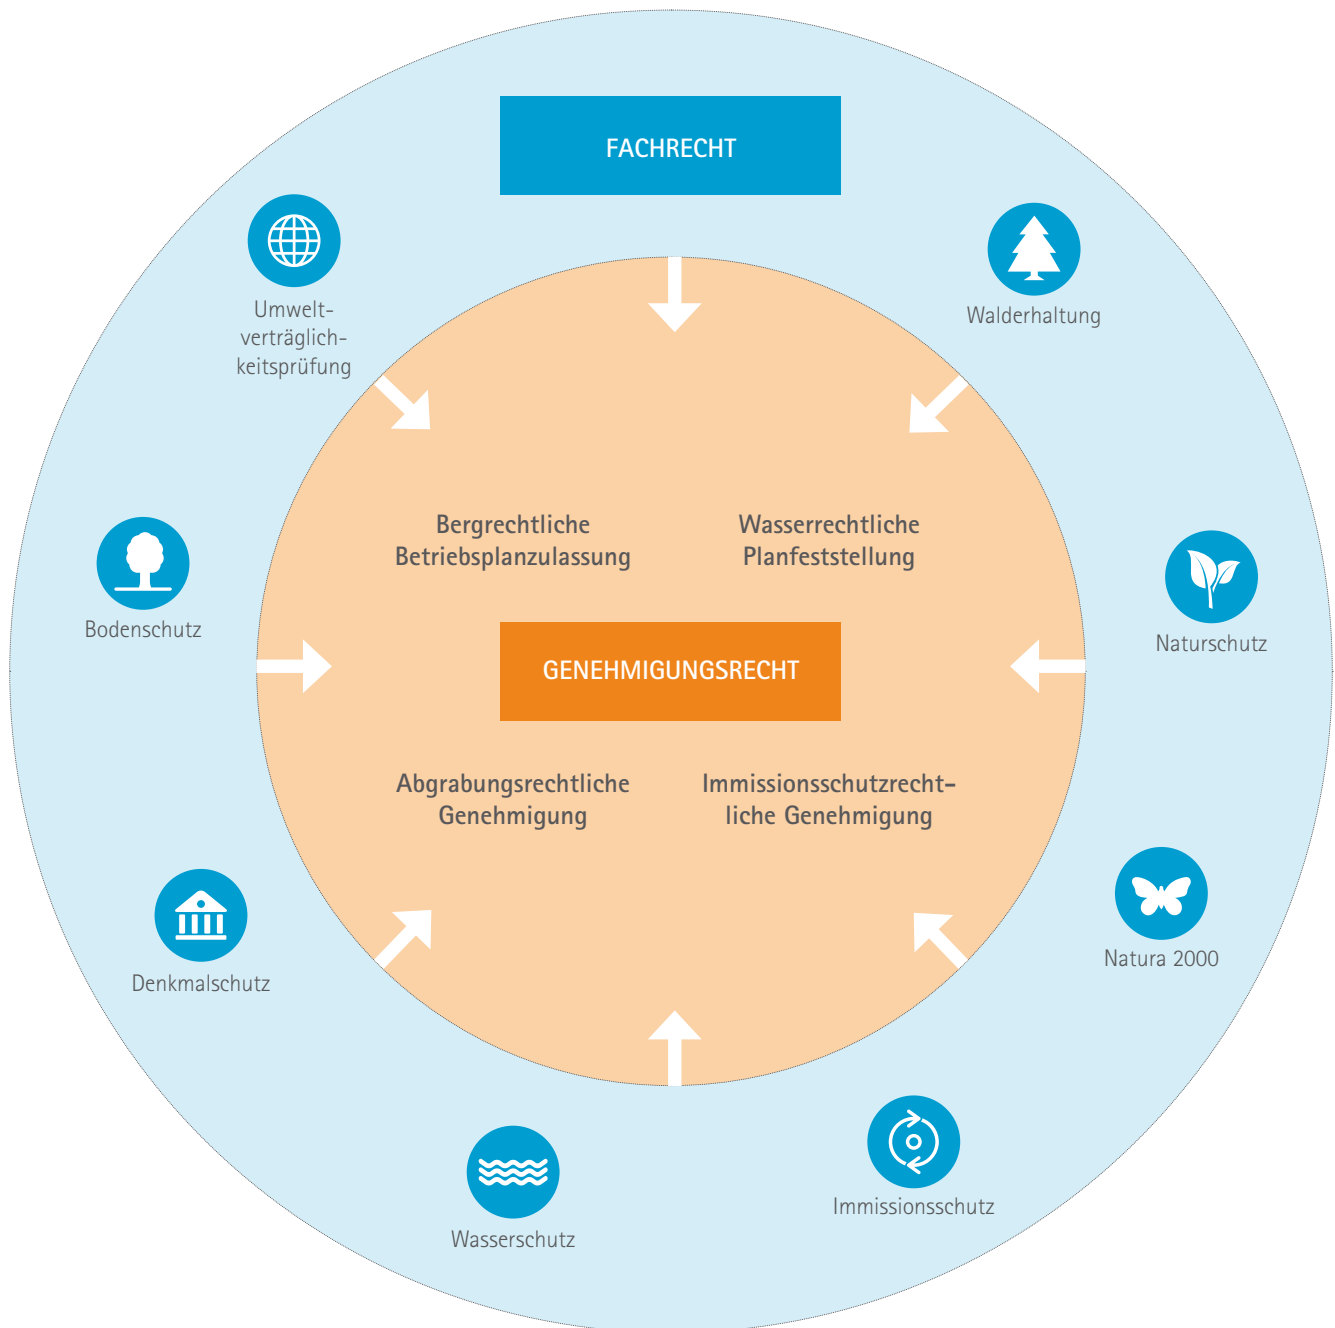 FACHRECHT
Umwelt-
verträglich-
keitsprüfung
Walderhaltung
Bergrechtliche
Betriebsplanzulassung
Wasserrechtliche
Planfeststellung
Bodenschutz
Naturschutz
GENEHMIGUNGSRECHT
Abgrabungsrechtliche
Genehmigung
Immissionsschutzrecht-
liche Genehmigung
Denkmalschutz
Natura 2000
Wasserschutz
Immissionsschutz